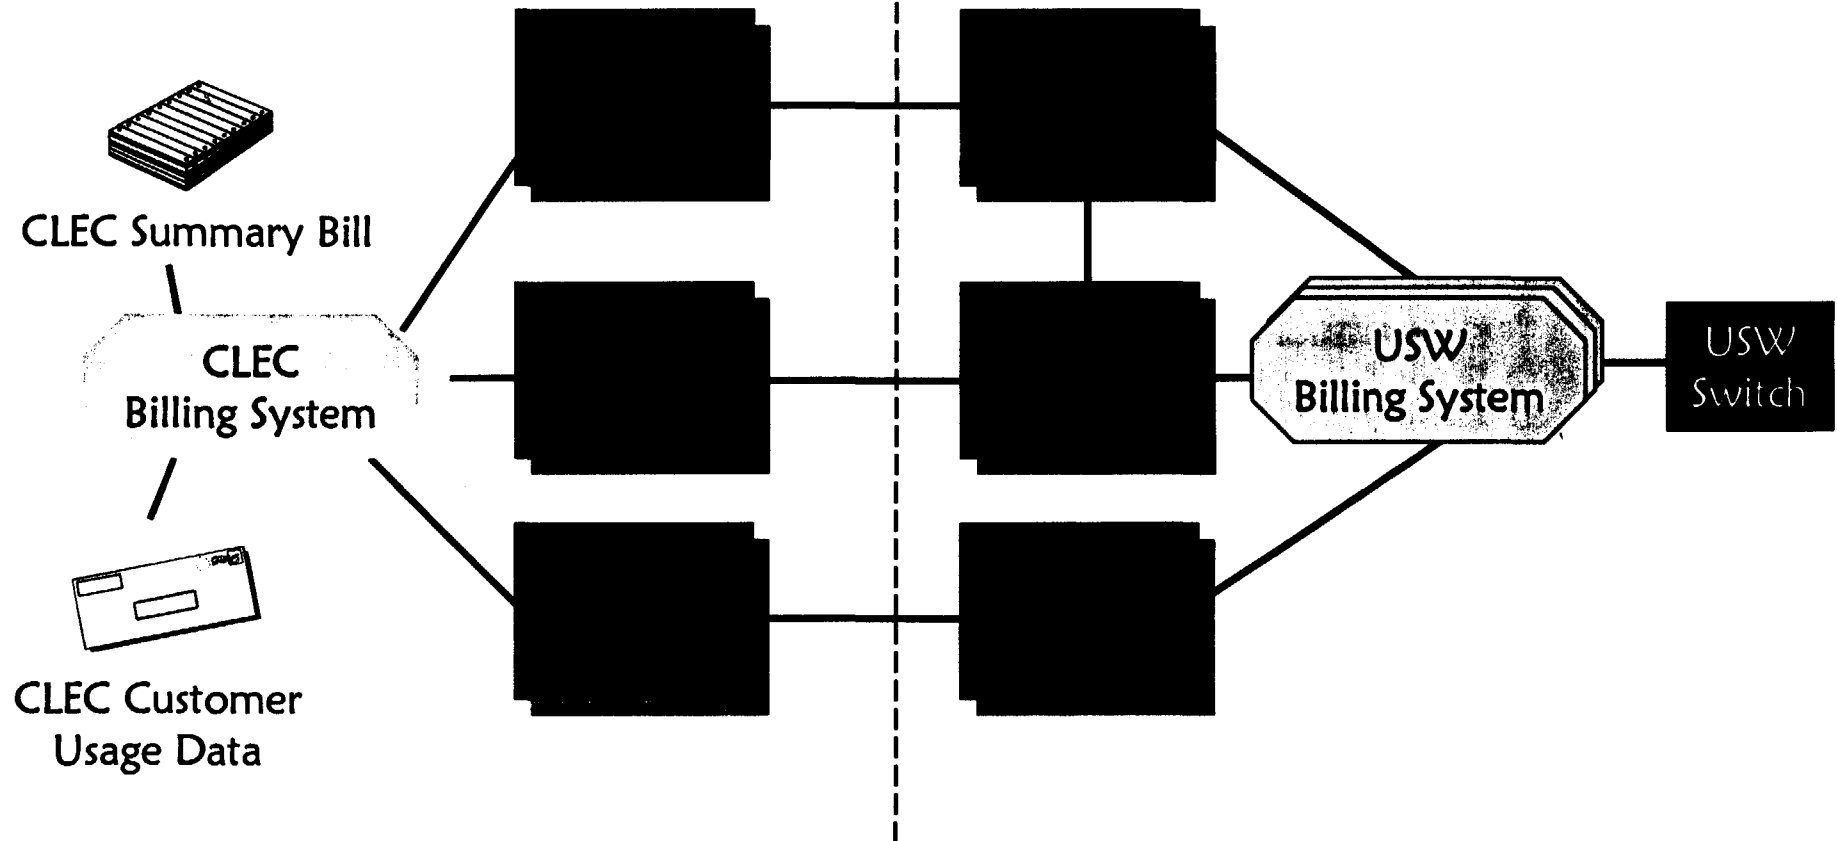 CLEC Summary Bill
CLEC
Billing System
CLEC Customer
Usage Data
USW
Billing System
USW
Switch